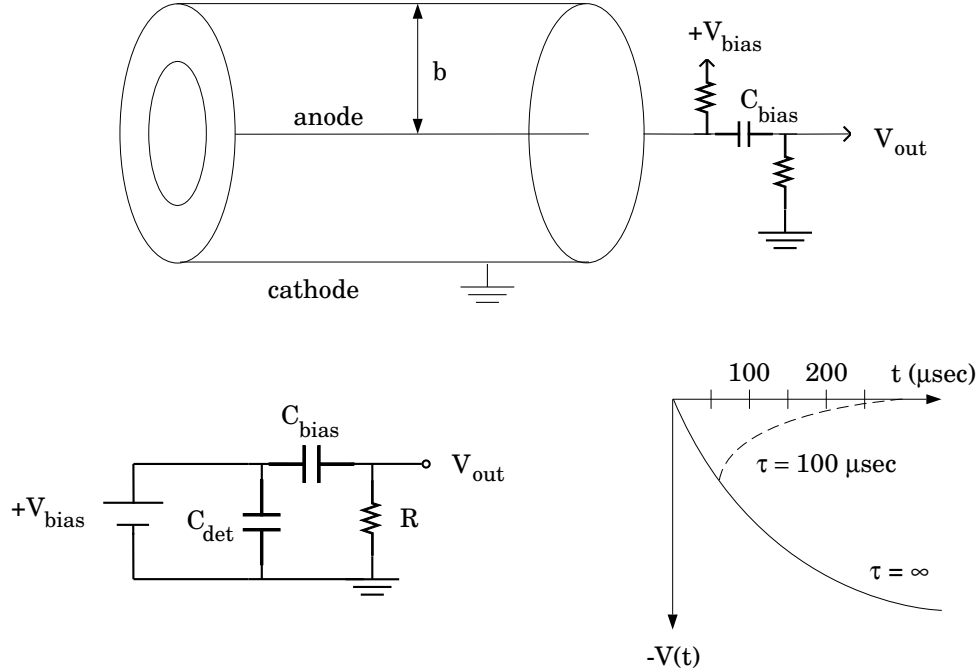 +V_bias
b
C_bias
anode
V_out
cathode
100 200 t (μsec)
C_bias
V_out
τ = 100 μsec
+V_bias
C_det
R
τ = ∞
-V(t)